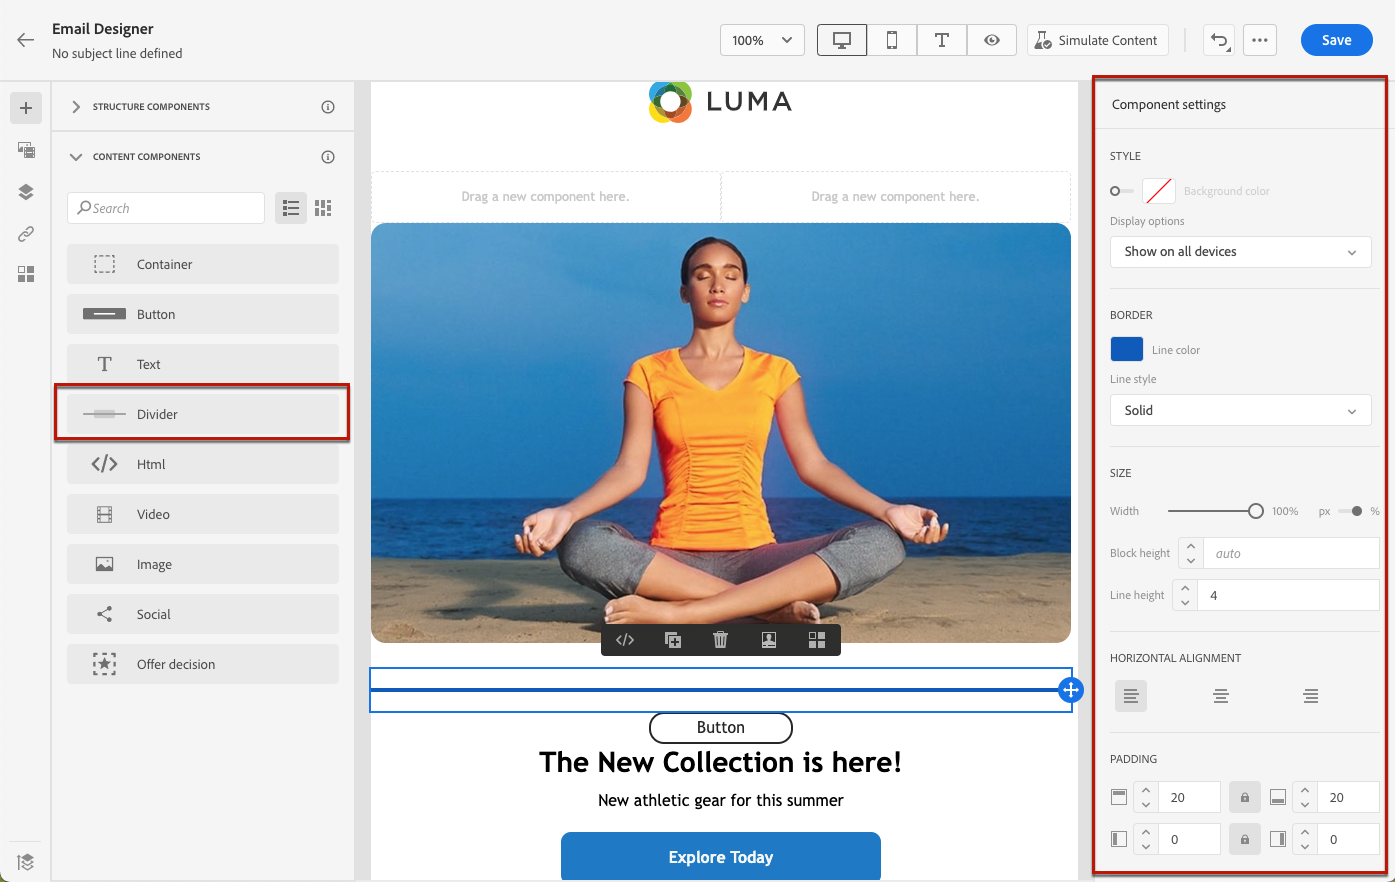 Email Designer
No subject line defined
100%
Simulate Content
Save
STRUCTURE COMPONENTS
CONTENT COMPONENTS
Search
Container
Button
Text
Divider
Html
Video
Image
Social
Offer decision
LUMA
Drag a new component here.
Drag a new component here.
Button
The New Collection is here!
New athletic gear for this summer
Explore Today
Component settings
STYLE
Background color
Display options
Show on all devices
BORDER
Line color
Line style
Solid
SIZE
Width 100% px %
Block height auto
Line height 4
HORIZONTAL ALIGNMENT
PADDING
20 20
0 0